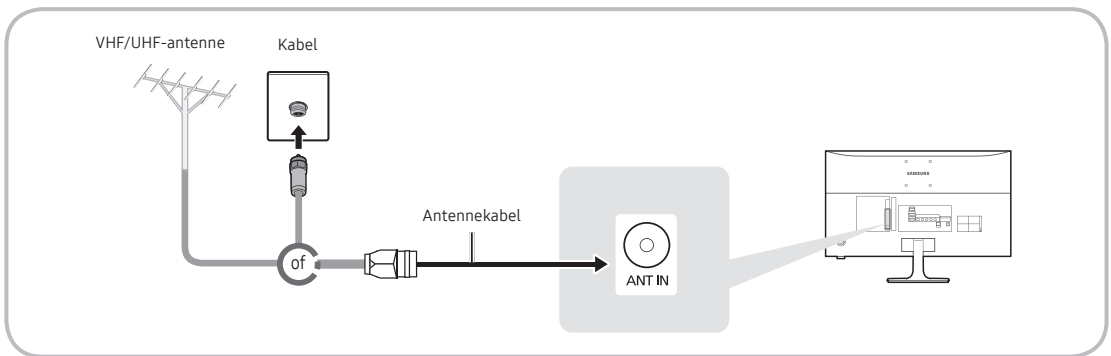 VHF/UHF-antenne
Kabel
SAMSUNG
Antennekabel
of
ANT IN